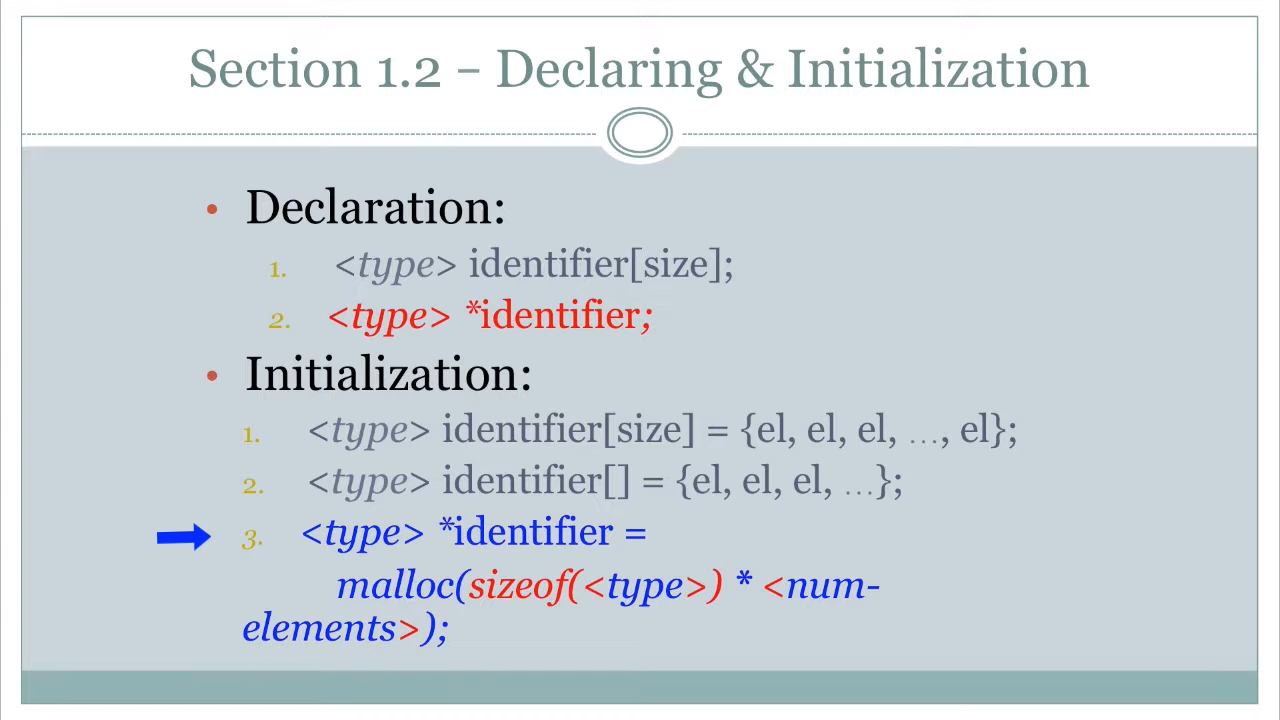 Section 1.2 – Declaring & Initialization
• Declaration:
1. <type> identifier[size];
2. <type> *identifier;
• Initialization:
1. <type> identifier[size] = {el, el, el, …, el};
2. <type> identifier[] = {el, el, el, …};
3. <type> *identifier =
malloc(sizeof(<type>) * <num-
elements>);